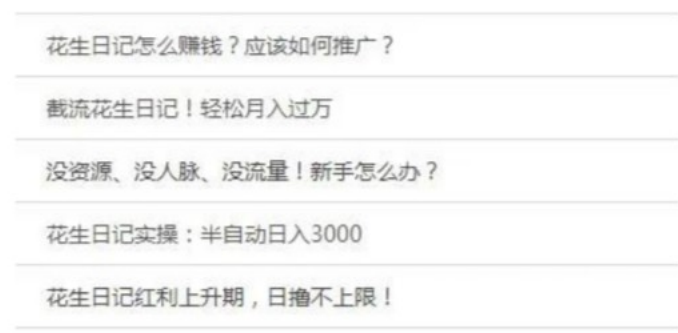 花生日记怎么赚钱？应该如何推广？
截流花生日记！轻松月入过万
没资源、没人脉、没流量！新手怎么办？
花生日记实操：半自动日入3000
花生日记红利上升期，日撸不上限！